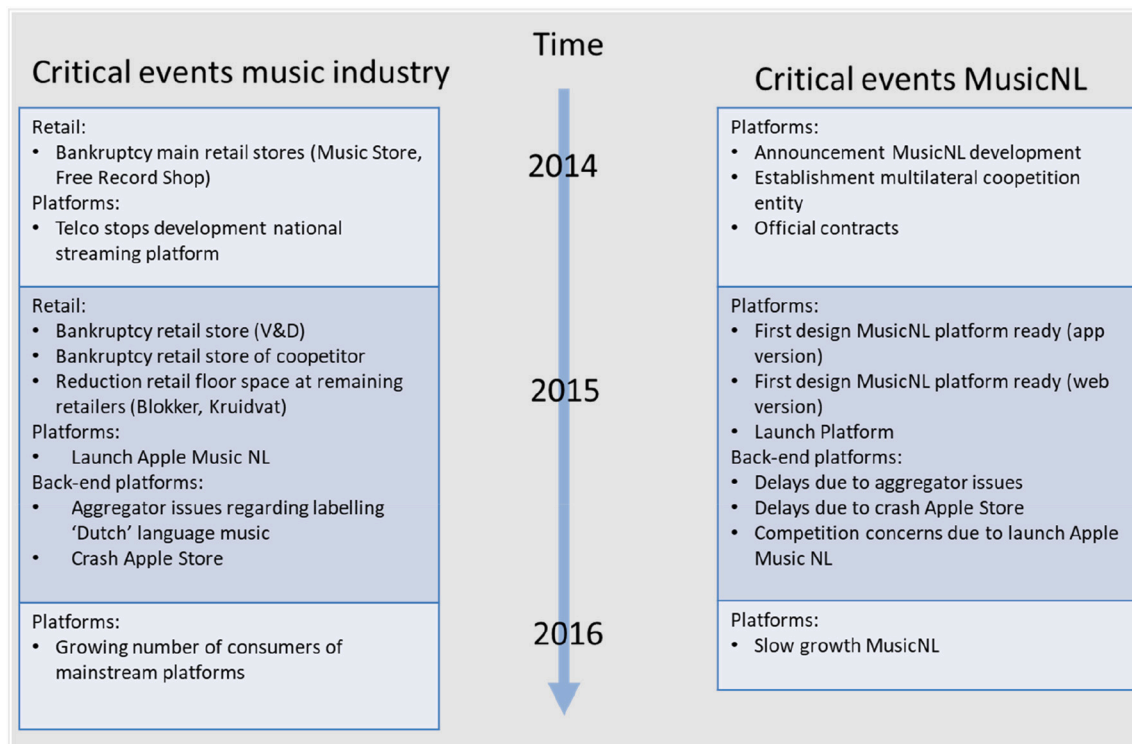 Time
Critical events music industry
Critical events MusicNL
Retail:
• Bankruptcy main retail stores (Music Store,
Free Record Shop)
Platforms:
• Telco stops development national
streaming platform
2014
Platforms:
• Announcement MusicNL development
• Establishment multilateral coopetition
entity
• Official contracts
Retail:
• Bankruptcy retail store (V&D)
• Bankruptcy retail store of coopetitor
• Reduction retail floor space at remaining
retailers (Blokker, Kruidvat)
Platforms:
• Launch Apple Music NL
Back-end platforms:
• Aggregator issues regarding labelling
‘Dutch’ language music
• Crash Apple Store
2015
Platforms:
• First design MusicNL platform ready (app
version)
• First design MusicNL platform ready (web
version)
• Launch Platform
Back-end platforms:
• Delays due to aggregator issues
• Delays due to crash Apple Store
• Competition concerns due to launch Apple
Music NL
Platforms:
• Growing number of consumers of
mainstream platforms
2016
Platforms:
• Slow growth MusicNL